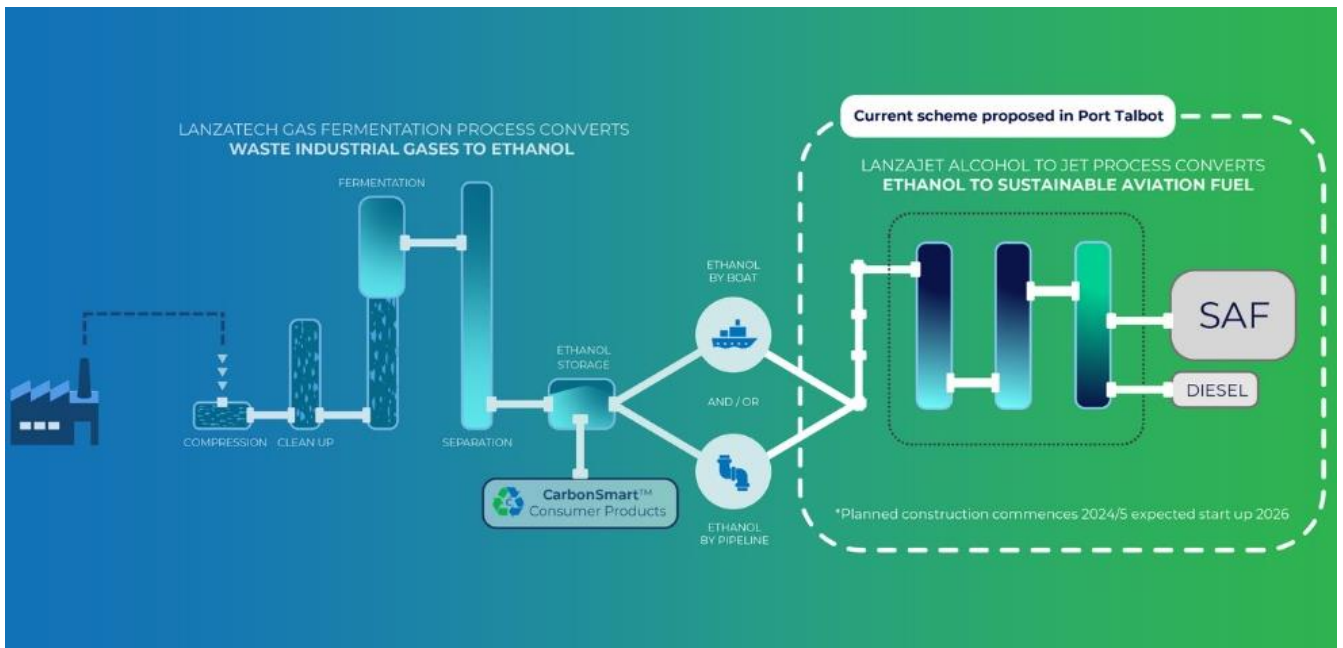 LANZATECH GAS FERMENTATION PROCESS CONVERTS
WASTE INDUSTRIAL GASES TO ETHANOL
FERMENTATION
COMPRESSION
CLEAN UP
SEPARATION
ETHANOL
STORAGE
CarbonSmart™
Consumer Products
ETHANOL
BY BOAT
AND / OR
ETHANOL
BY PIPELINE
Current scheme proposed in Port Talbot
LANZAJET ALCOHOL TO JET PROCESS CONVERTS
ETHANOL TO SUSTAINABLE AVIATION FUEL
SAF
DIESEL
*Planned construction commences 2024/5 expected start up 2026